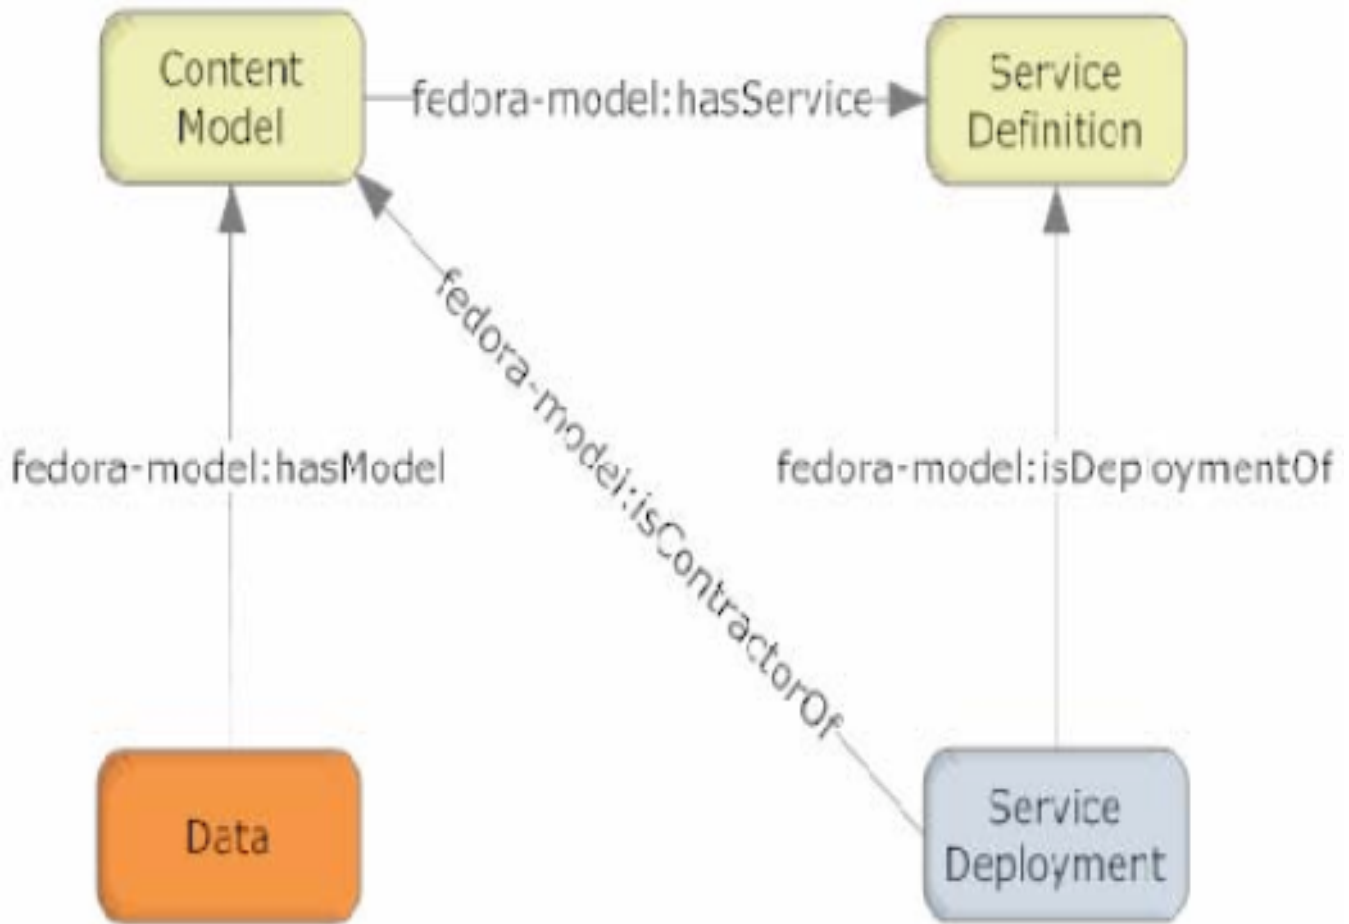 Content
Model
fedora-model:hasService
Service
Definition
fedora-model:isContractorOf
fedora-model:hasModel
fedora-model:isDeploymentOf
Data
Service
Deployment